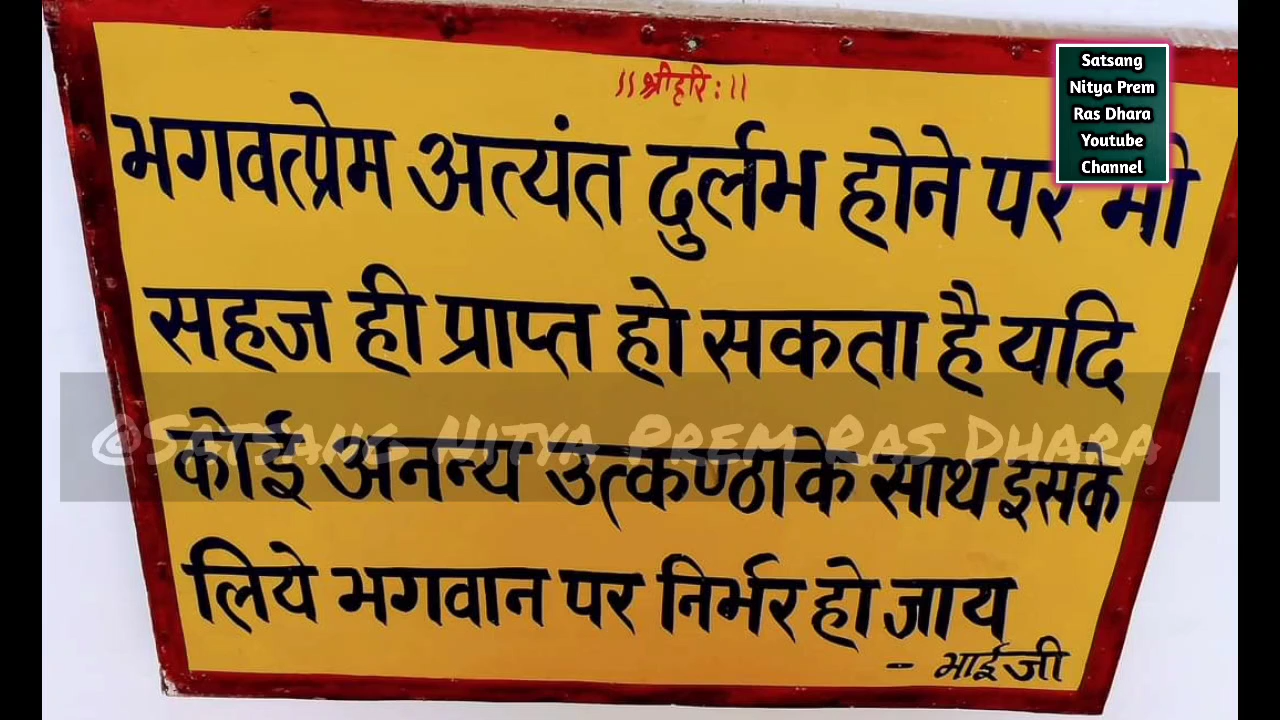 ॥ श्रीहरि: ॥
भगवत्प्रेम अत्यंत दुर्लभ होने पर भी
सहज ही प्राप्त हो सकता है यदि
कोई अनन्य उत्कण्ठा के साथ इसके
लिये भगवान पर निर्भर हो जाय
- भाईजी
Satsang
Nitya Prem
Ras Dhara
Youtube
Channel
@Satsang Nitya Prem Ras Dhara